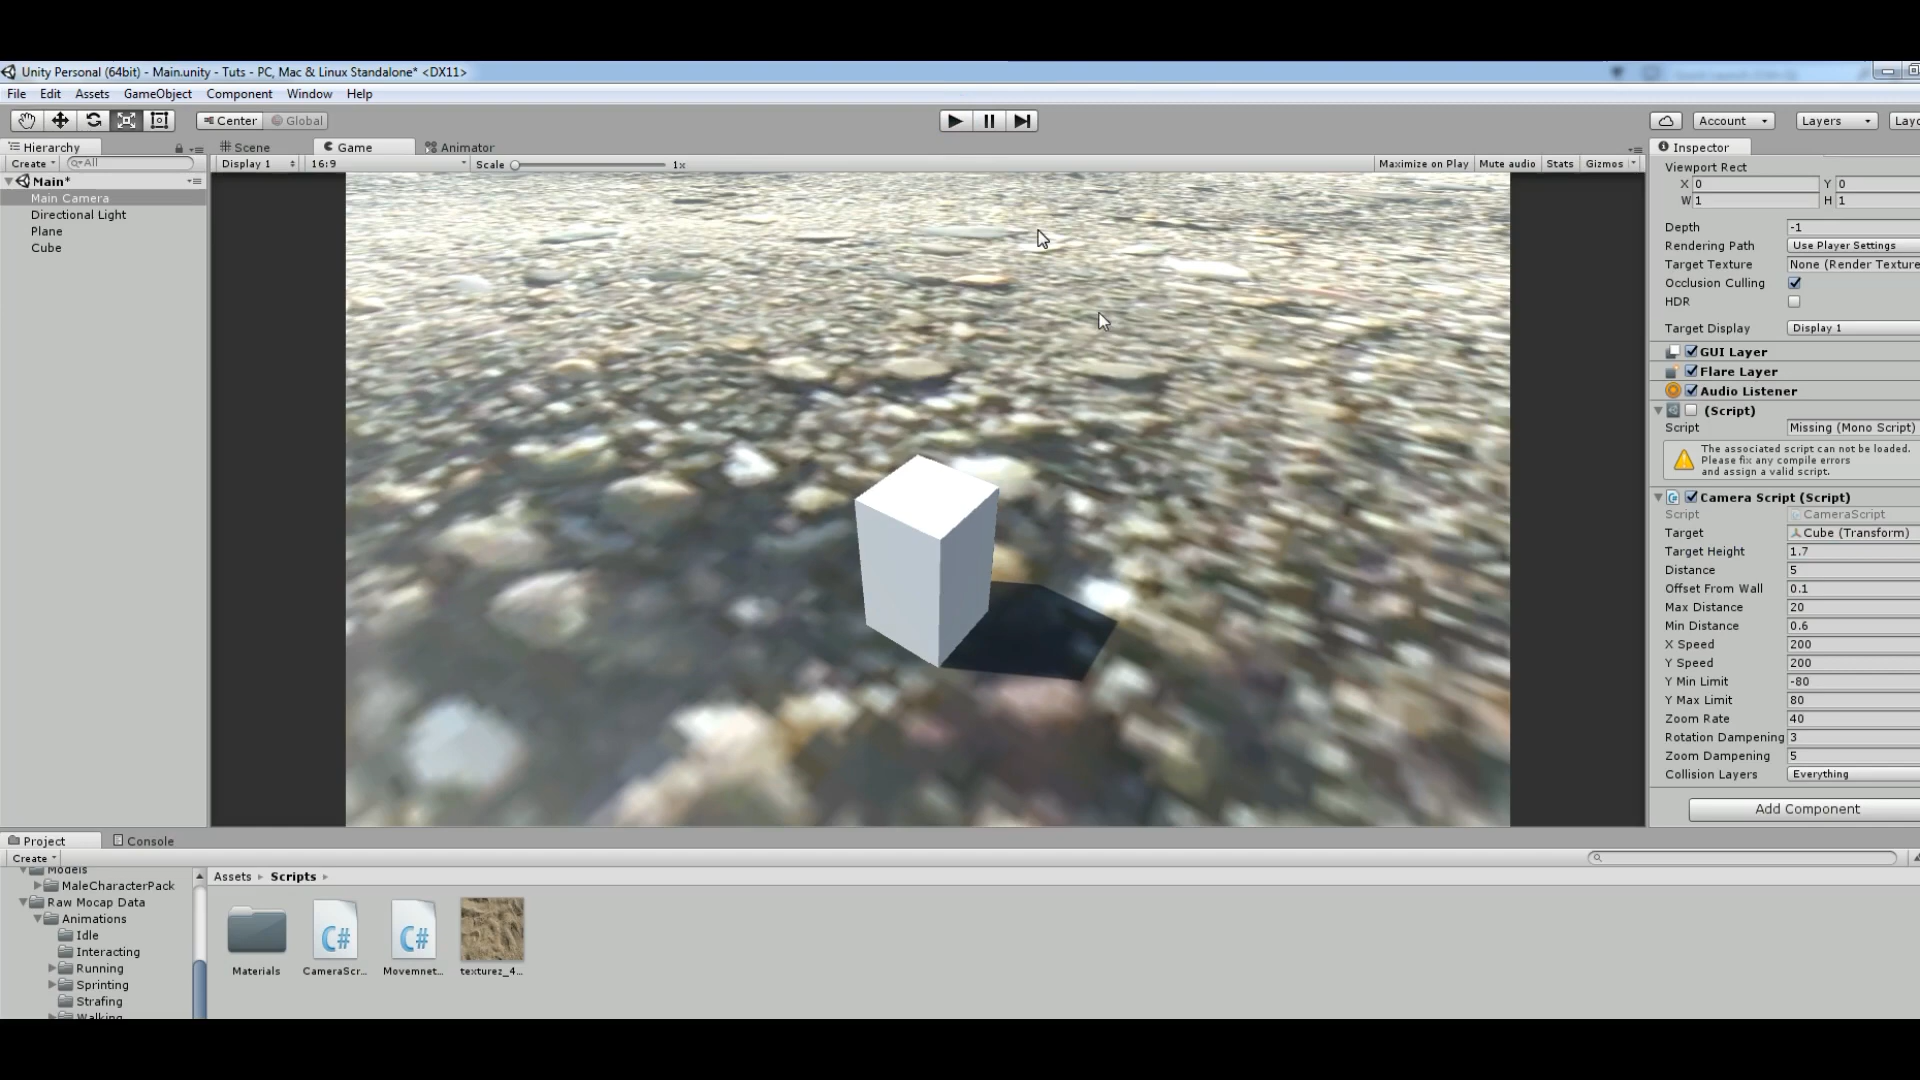 Unity Personal (64bit) - Main.unity - Tuts - PC, Mac & Linux Standalone* <DX11>
File Edit Assets GameObject Component Window Help
Center Global Account Layers Layo
Hierarchy Scene Game Animator Inspector
Create All Display 1 16:9 Scale 1x Maximize on Play Mute audio Stats Gizmos
Main*
Main Camera
Directional Light
Plane
Cube
Viewport Rect
X 0 Y 0
W 1 H 1
Depth -1
Rendering Path Use Player Settings
Target Texture None (Render Texture
Occlusion Culling
HDR
Target Display Display 1
GUI Layer
Flare Layer
Audio Listener
(Script)
Script Missing (Mono Script)
The associated script can not be loaded.
Please fix any compile errors
and assign a valid script.
Camera Script (Script)
Script CameraScript
Target Cube (Transform)
Target Height 1.7
Distance 5
Offset From Wall 0.1
Max Distance 20
Min Distance 0.6
X Speed 200
Y Speed 200
Y Min Limit -80
Y Max Limit 80
Zoom Rate 40
Rotation Dampening 3
Zoom Dampening 5
Collision Layers Everything
Add Component
Project Console
Create
Models
MaleCharacterPack
Raw Mocap Data
Animations
Idle
Interacting
Running
Sprinting
Strafing
Walking
Assets Scripts
C# C#
Materials CameraScr... Movemnet... texturez_4...